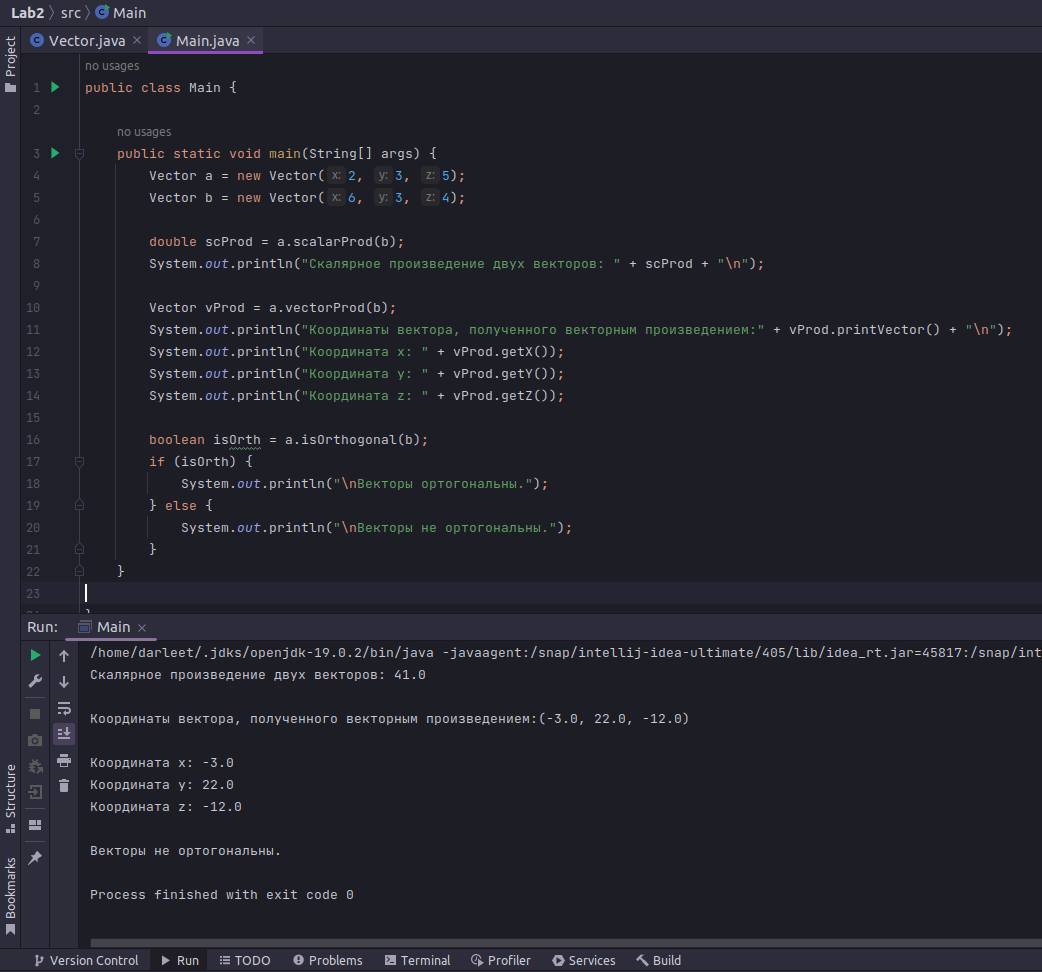 Lab2 〉 src 〉 Main
Project
Vector.java × Main.java ×
no usages
1 public class Main {
2
no usages
3 public static void main(String[] args) {
4 Vector a = new Vector( x: 2, y: 3, z: 5);
5 Vector b = new Vector( x: 6, y: 3, z: 4);
6
7 double scProd = a.scalarProd(b);
8 System.out.println("Скалярное произведение двух векторов: " + scProd + "\n");
9
10 Vector vProd = a.vectorProd(b);
11 System.out.println("Координаты вектора, полученного векторным произведением:" + vProd.printVector() + "\n");
12 System.out.println("Координата x: " + vProd.getX());
13 System.out.println("Координата y: " + vProd.getY());
14 System.out.println("Координата z: " + vProd.getZ());
15
16 boolean isOrth = a.isOrthogonal(b);
17 if (isOrth) {
18 System.out.println("\nВекторы ортогональны.");
19 } else {
20 System.out.println("\nВекторы не ортогональны.");
21 }
22 }
23
Run: Main ×
/home/darleet/.jdks/openjdk-19.0.2/bin/java -javaagent:/snap/intellij-idea-ultimate/405/lib/idea_rt.jar=45817:/snap/int
Скалярное произведение двух векторов: 41.0
Координаты вектора, полученного векторным произведением:(-3.0, 22.0, -12.0)
Координата x: -3.0
Координата y: 22.0
Координата z: -12.0
Векторы не ортогональны.
Process finished with exit code 0
Structure
Bookmarks
Version Control Run TODO Problems Terminal Profiler Services Build